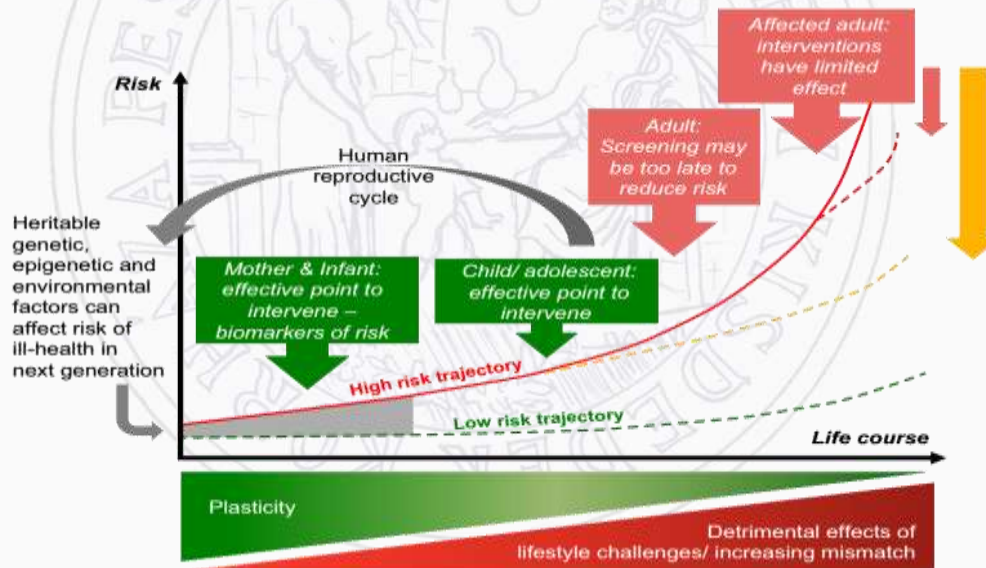 Risk
Affected adult:
interventions
have limited
effect
Adult:
Screening may
be too late to
reduce risk
Human
reproductive
cycle
Heritable
genetic,
epigenetic and
environmental
factors can
affect risk of
ill-health in
next generation
Mother & Infant:
effective point to
intervene –
biomarkers of risk
Child/ adolescent:
effective point to
intervene
High risk trajectory
Low risk trajectory
Life course
Plasticity
Detrimental effects of
lifestyle challenges/ increasing mismatch